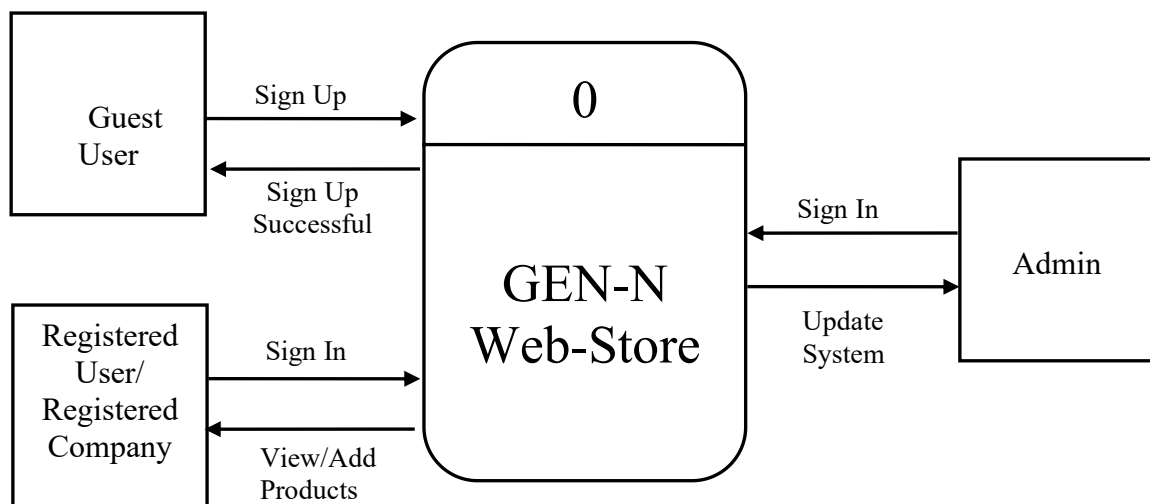 Guest
User
Sign Up
Sign Up
Successful
0
GEN-N
Web-Store
Sign In
Update
System
Admin
Registered
User/
Registered
Company
Sign In
View/Add
Products